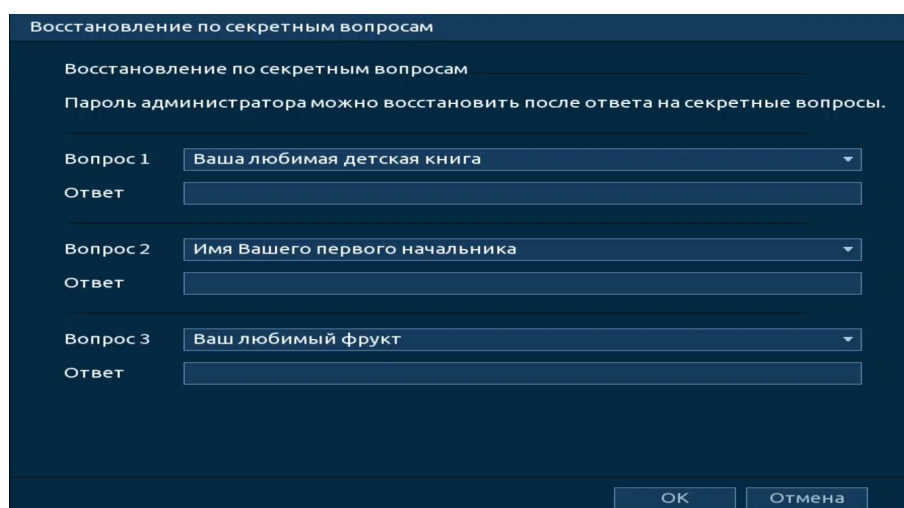 Восстановление по секретным вопросам
Восстановление по секретным вопросам
Пароль администратора можно восстановить после ответа на секретные вопросы.
Вопрос 1 Ваша любимая детская книга
Ответ
Вопрос 2 Имя Вашего первого начальника
Ответ
Вопрос 3 Ваш любимый фрукт
Ответ
OK Отмена